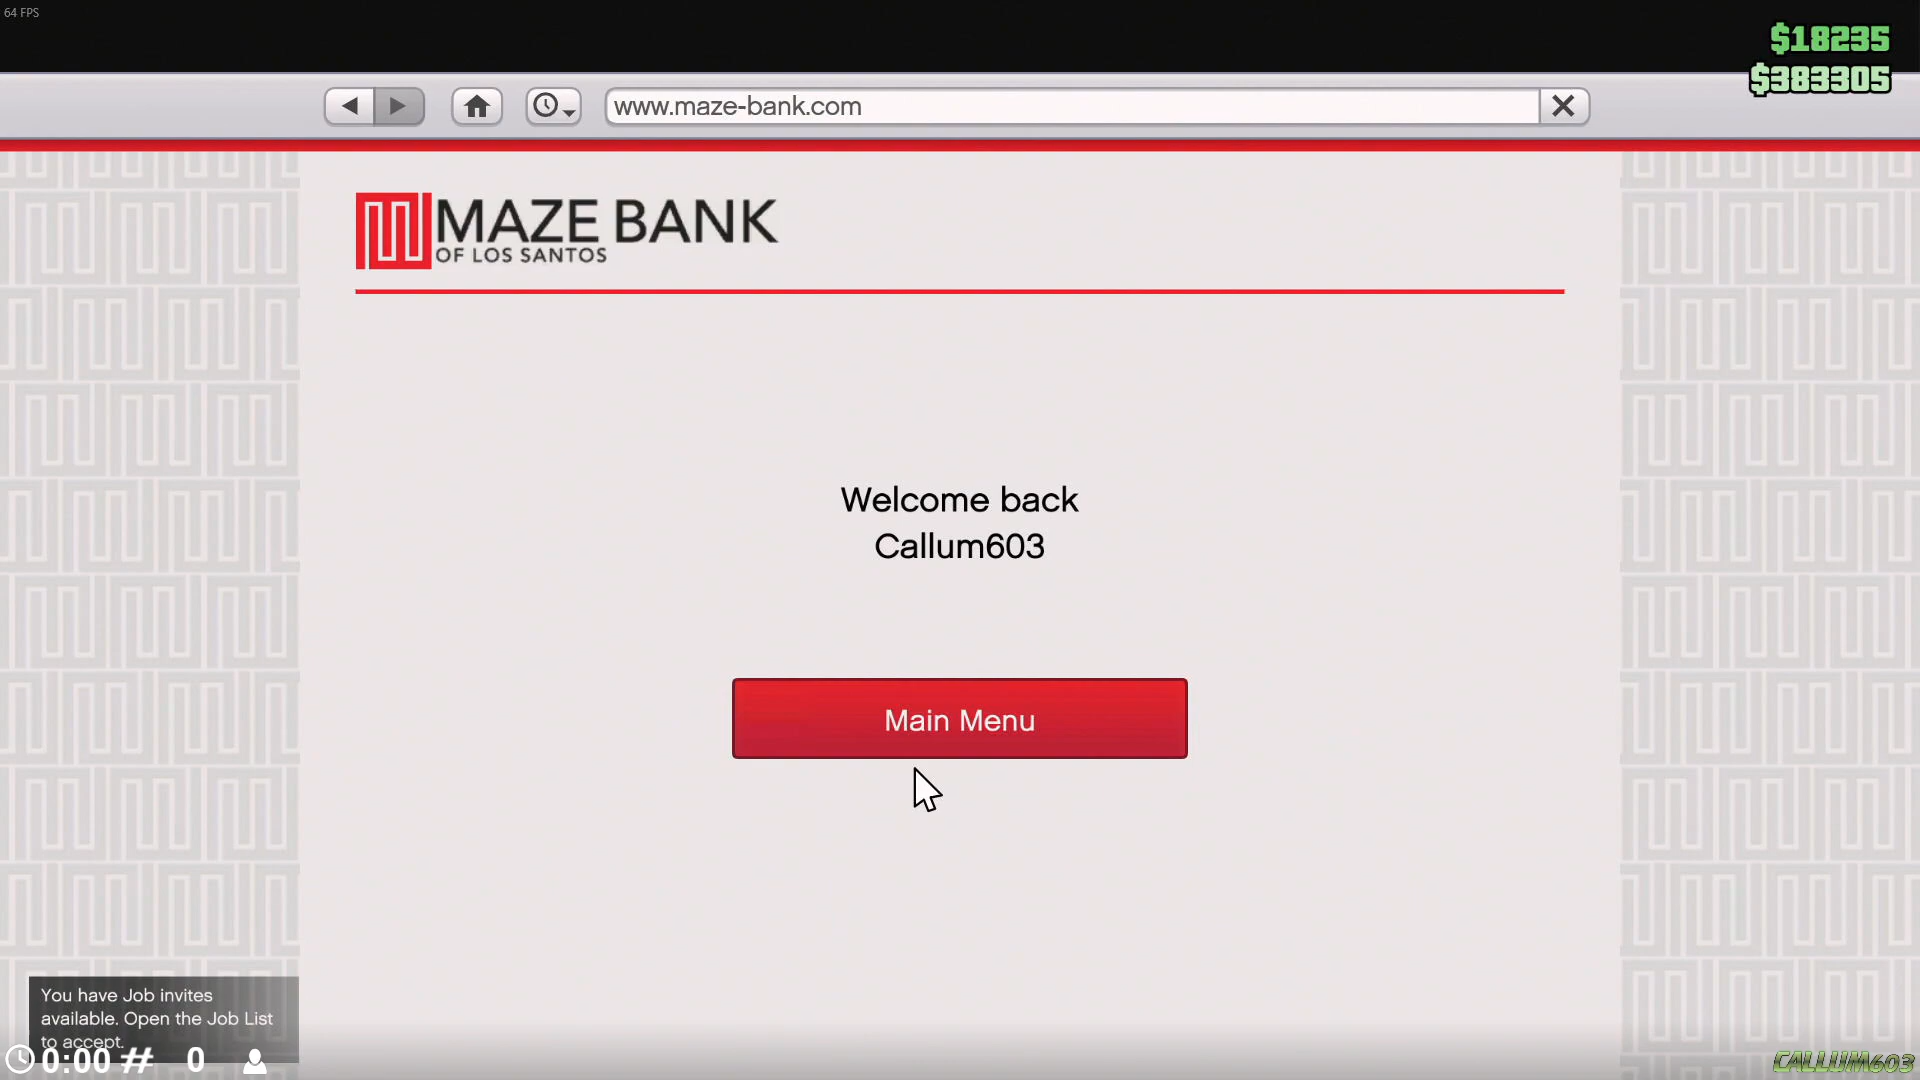 64 FPS
$18235
$383305
www.maze-bank.com
MAZE BANK
OF LOS SANTOS
Welcome back
Callum603
Main Menu
You have Job invites
available. Open the Job List
to accept.
0:00 # 0
CALLUM603